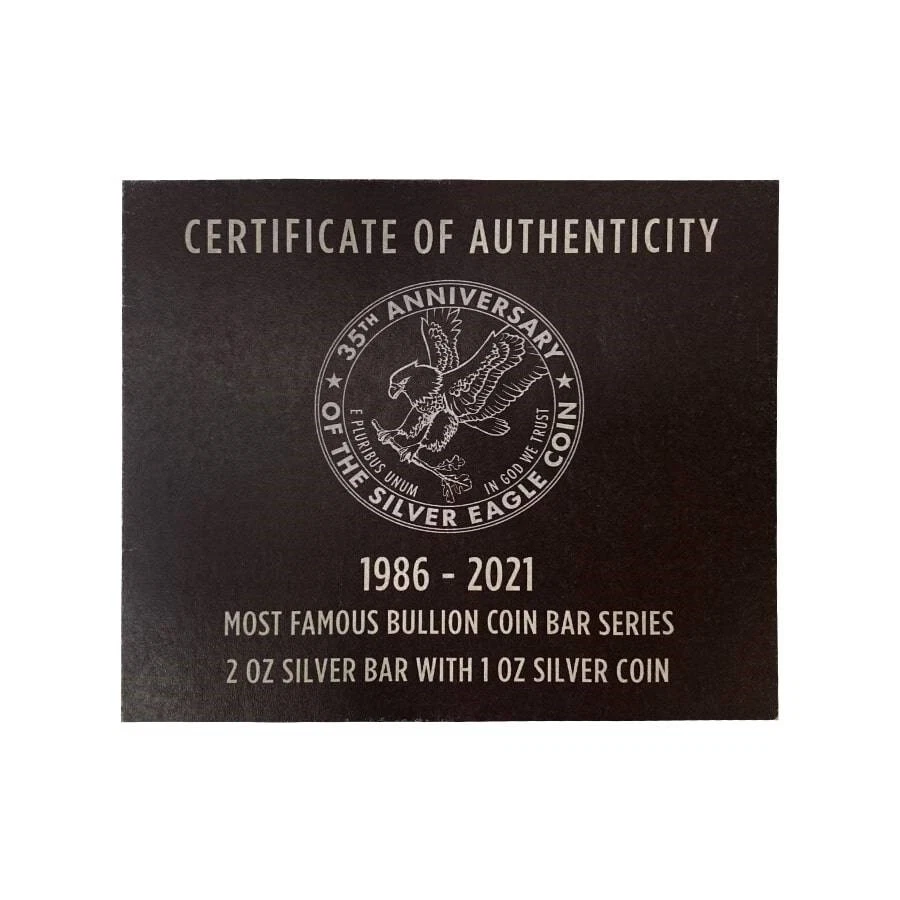 CERTIFICATE OF AUTHENTICITY
★ 35TH ANNIVERSARY ★
OF THE SILVER EAGLE COIN
E PLURIBUS UNUM
IN GOD WE TRUST
1986 - 2021
MOST FAMOUS BULLION COIN BAR SERIES
2 OZ SILVER BAR WITH 1 OZ SILVER COIN